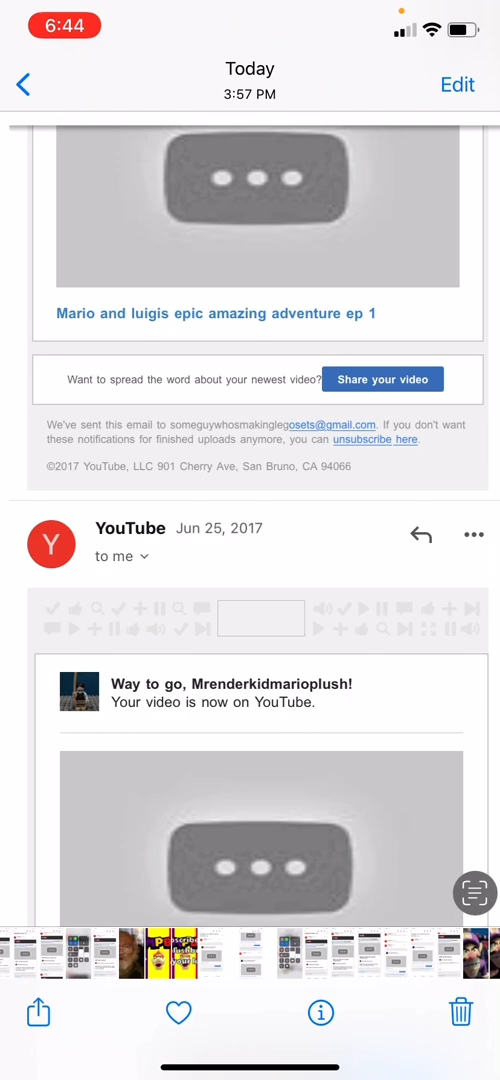 6:44
Today
3:57 PM
Edit
Mario and luigis epic amazing adventure ep 1
Want to spread the word about your newest video?
Share your video
We've sent this email to someguywhosmakinglegosets@gmail.com. If you don't want
these notifications for finished uploads anymore, you can unsubscribe here.
©2017 YouTube, LLC 901 Cherry Ave, San Bruno, CA 94066
Y
YouTube Jun 25, 2017
to me
Way to go, Mrenderkidmarioplush!
Your video is now on YouTube.